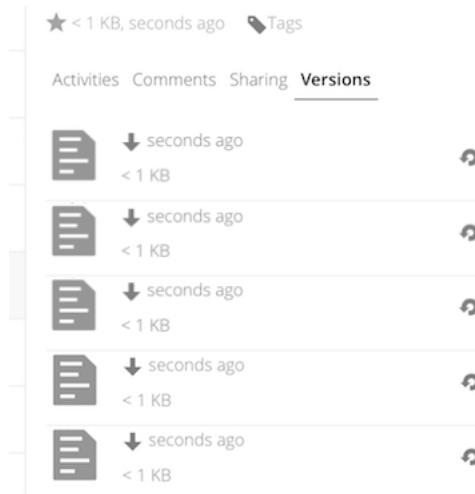 < 1 KB, seconds ago Tags
Activities Comments Sharing Versions
seconds ago
< 1 KB
seconds ago
< 1 KB
seconds ago
< 1 KB
seconds ago
< 1 KB
seconds ago
< 1 KB